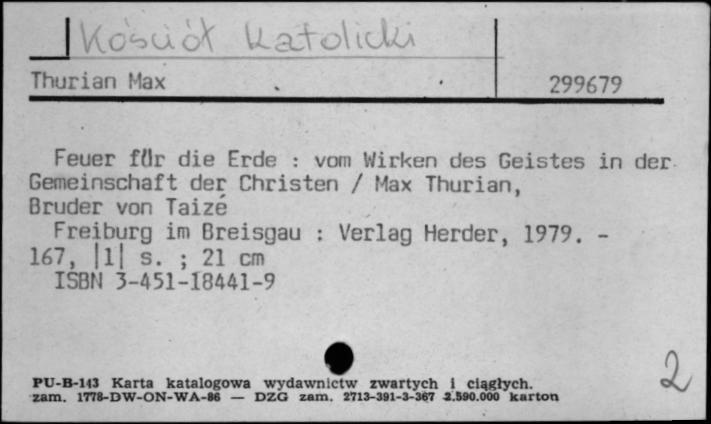 Kościół katolicki
Thurian Max 299679
Feuer für die Erde : vom Wirken des Geistes in der
Gemeinschaft der Christen / Max Thurian,
Bruder von Taizé
Freiburg im Breisgau : Verlag Herder, 1979. -
167, |1| s. ; 21 cm
ISBN 3-451-18441-9
2
PU-B-143 Karta katalogowa wydawnictw zwartych i ciągłych.
zam. 1778-DW-ON-WA-86 — DZG zam. 2713-391-3-367 2.590.000 karton